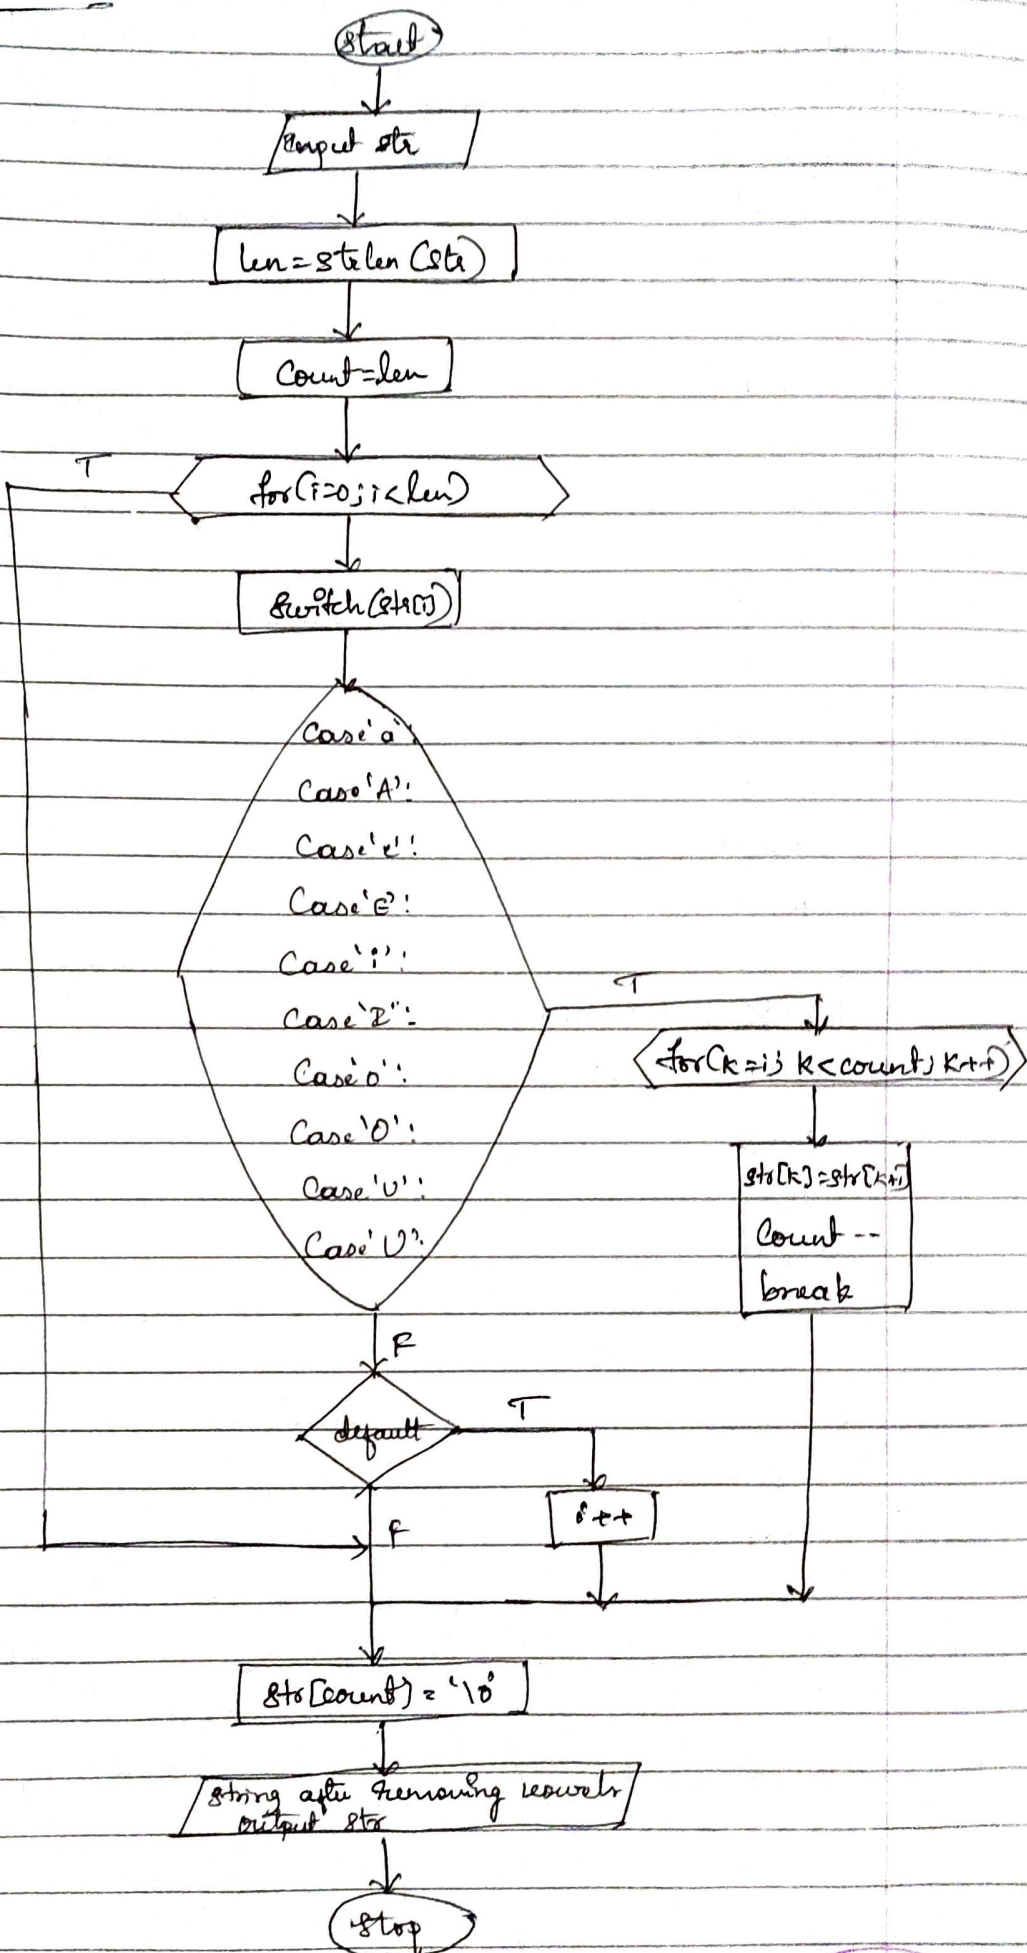 Start
Input str
len=strlen(str)
Count=len
T
for(i=0;i<len)
switch(str[i])
Case'a':
Case'A':
Case'e':
Case'E':
Case'i':
T
Case'I':
for(k=i; k<count; k++)
Case'o':
Case'O':
str[k]=str[k+1]
Case'u':
Count --
Case'U':
break
F
default
T
i++
F
str[count] = '\0'
string after removing vowels
output str
Stop